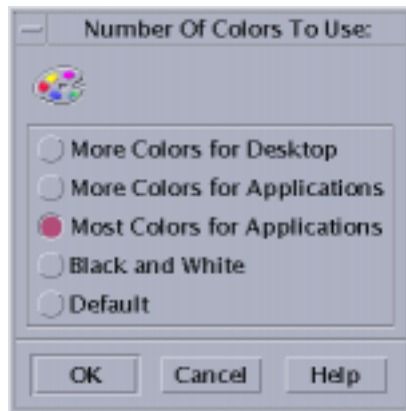 Number Of Colors To Use:
More Colors for Desktop
More Colors for Applications
Most Colors for Applications
Black and White
Default
OK Cancel Help